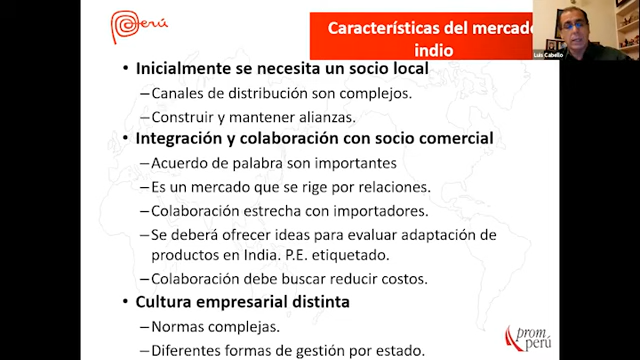 Perú
Características del mercado
indio
Luis Cabello
• Inicialmente se necesita un socio local
–Canales de distribución son complejos.
–Construir y mantener alianzas.
• Integración y colaboración con socio comercial
–Acuerdo de palabra son importantes
–Es un mercado que se rige por relaciones.
–Colaboración estrecha con importadores.
–Se deberá ofrecer ideas para evaluar adaptación de
productos en India. P.E. etiquetado.
–Colaboración debe buscar reducir costos.
• Cultura empresarial distinta
–Normas complejas.
–Diferentes formas de gestión por estado.
prom
perú